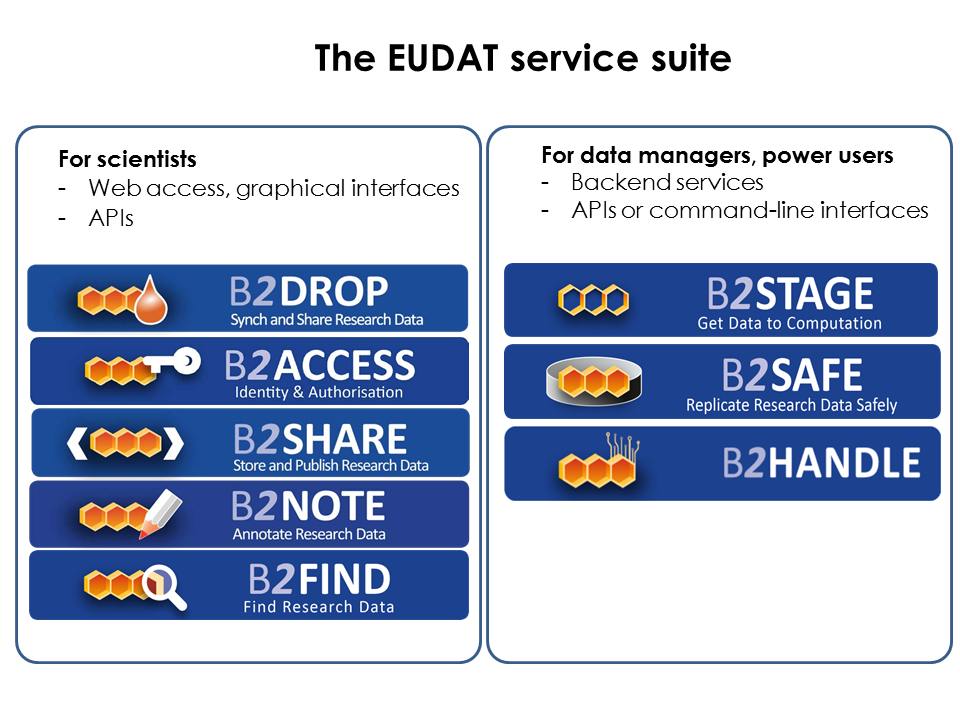 The EUDAT service suite
For scientists
- Web access, graphical interfaces
- APIs
B2DROP
Synch and Share Research Data
B2ACCESS
Identity & Authorisation
B2SHARE
Store and Publish Research Data
B2NOTE
Annotate Research Data
B2FIND
Find Research Data
For data managers, power users
- Backend services
- APIs or command-line interfaces
B2STAGE
Get Data to Computation
B2SAFE
Replicate Research Data Safely
B2HANDLE